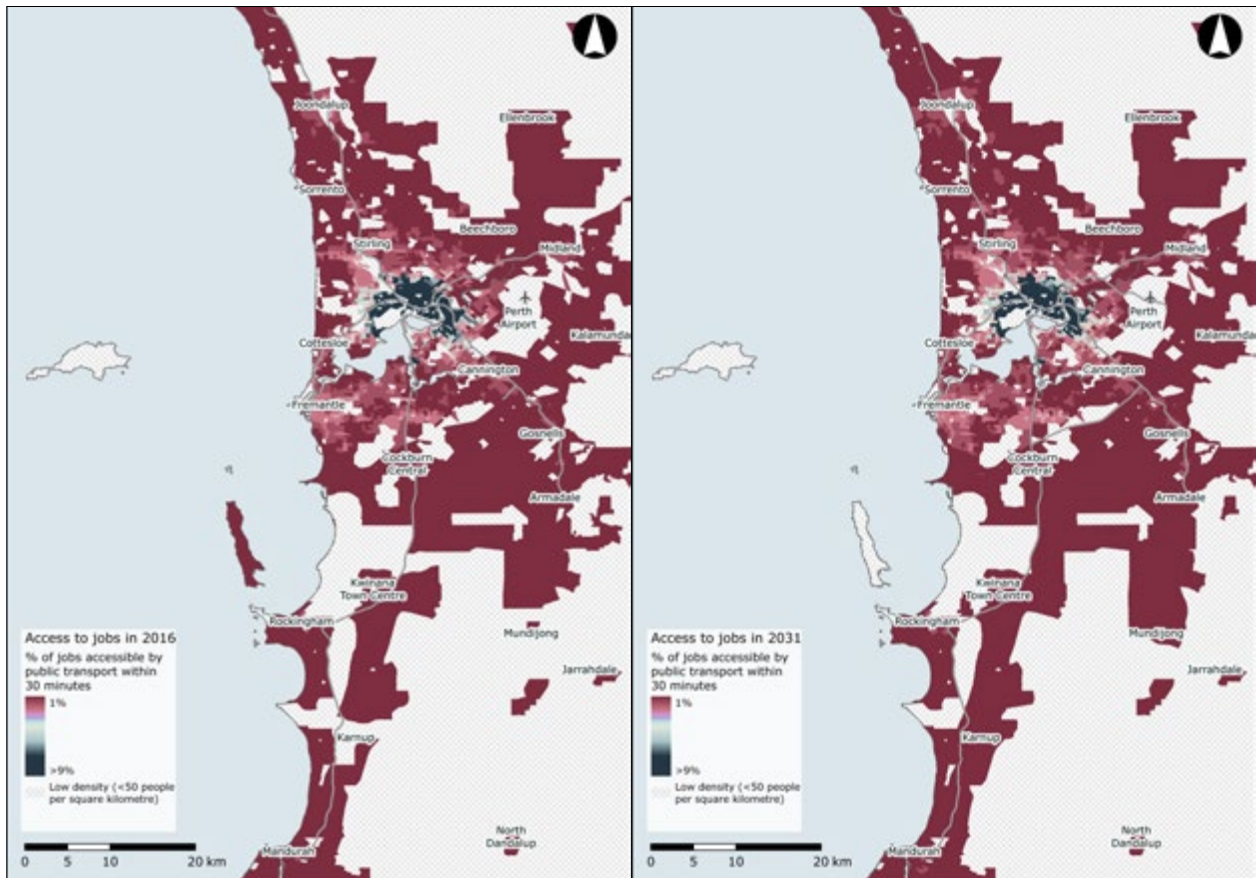 Joondalup
Ellenbrook
Sorrento
Beechboro
Stirling
Midland
Perth
Airport
Cottesloe
Kalamunda
Cannington
Fremantle
Gosnells
Cockburn
Central
Armadale
Kwinana
Town Centre
Rockingham
Mundijong
Jarrahdale
Karnup
North
Dandalup
Mandurah
Access to jobs in 2016
% of jobs accessible by
public transport within
30 minutes
1%
>9%
Low density (<50 people
per square kilometre)
0 5 10 20 km
Joondalup
Ellenbrook
Sorrento
Beechboro
Stirling
Midland
Perth
Airport
Cottesloe
Kalamunda
Cannington
Fremantle
Gosnells
Cockburn
Central
Armadale
Kwinana
Town Centre
Rockingham
Mundijong
Jarrahdale
Karnup
North
Dandalup
Mandurah
Access to jobs in 2031
% of jobs accessible by
public transport within
30 minutes
1%
>9%
Low density (<50 people
per square kilometre)
0 5 10 20 km